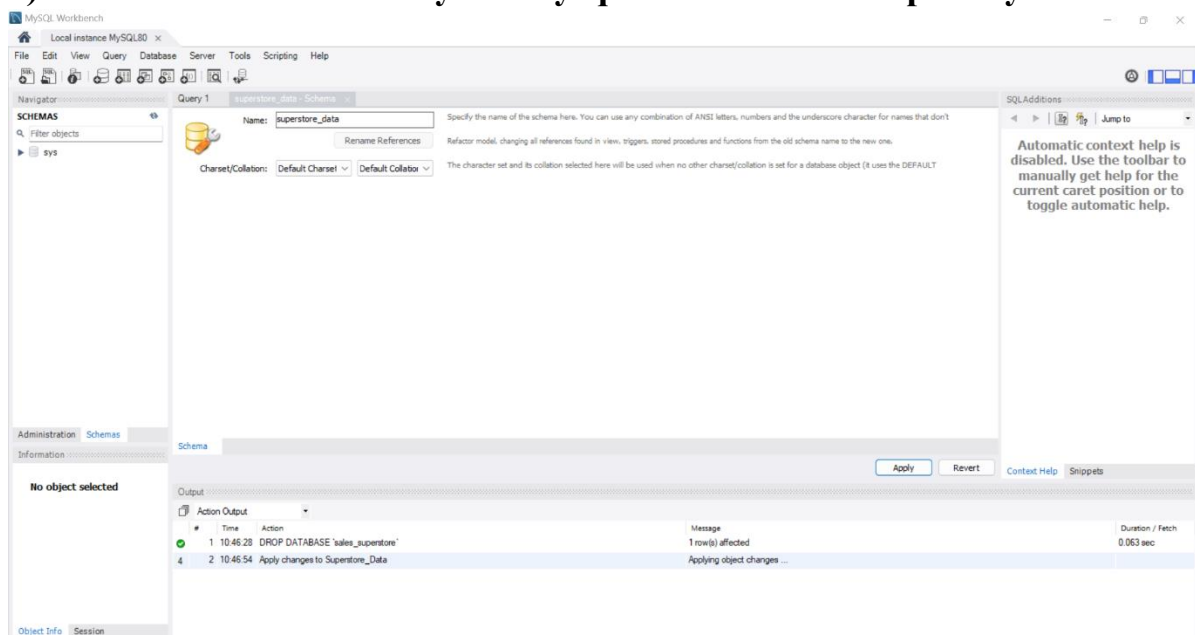 MySQL Workbench
Local instance MySQL80 ×
File Edit View Query Database Server Tools Scripting Help
Navigator
SCHEMAS
Filter objects
sys
Administration Schemas
Information
No object selected
Object Info Session
Query 1 superstore_data - Schema ×
Name: superstore_data Specify the name of the schema here. You can use any combination of ANSI letters, numbers and the underscore character for names that don't
Rename References Refactor model, changing all references found in view, triggers, stored procedures and functions from the old schema name to the new one.
Charset/Collation: Default Charset Default Collation The character set and its collation selected here will be used when no other charset/collation is set for a database object (it uses the DEFAULT
Schema
Apply Revert
Output
Action Output
# Time Action Message Duration / Fetch
1 10:46:28 DROP DATABASE `sales_superstore` 1 row(s) affected 0.063 sec
4 2 10:46:54 Apply changes to Superstore_Data Applying object changes ...
SQLAdditions
Jump to
Automatic context help is
disabled. Use the toolbar to
manually get help for the
current caret position or to
toggle automatic help.
Context Help Snippets